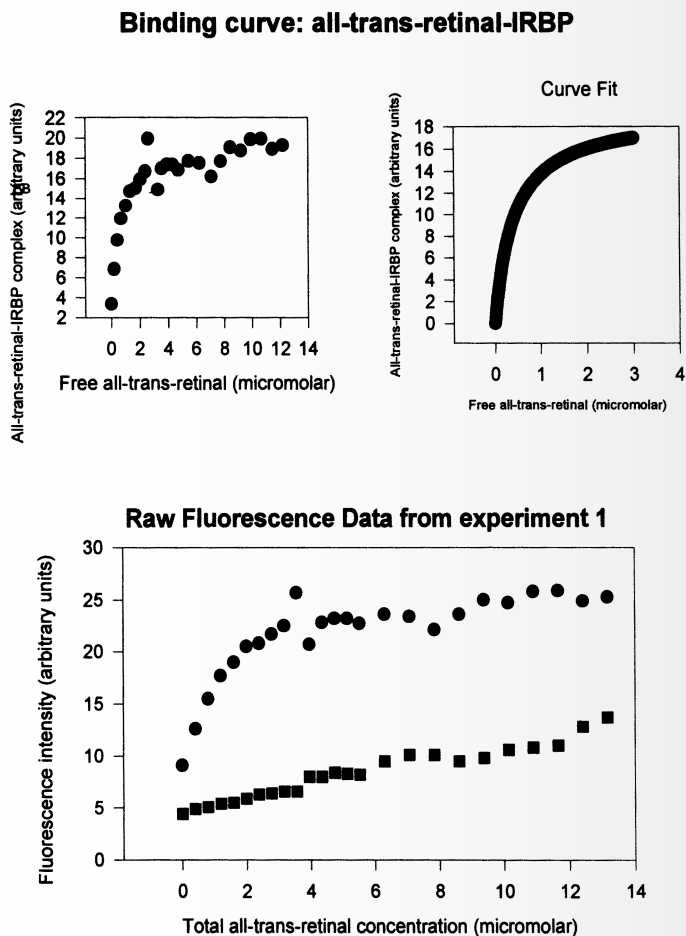 Binding curve: all-trans-retinal-IRBP
All-trans-retinal-IRBP complex (arbitrary units)
22
20
18
16
14
12
10
8
6
4
2
0 2 4 6 8 10 12 14
Free all-trans-retinal (micromolar)
Curve Fit
All-trans-retinal-IRBP complex (arbitrary units)
18
16
14
12
10
8
6
4
2
0
0 1 2 3 4
Free all-trans-retinal (micromolar)
Raw Fluorescence Data from experiment 1
Fluorescence intensity (arbitrary units)
30
25
20
15
10
5
0
0 2 4 6 8 10 12 14
Total all-trans-retinal concentration (micromolar)